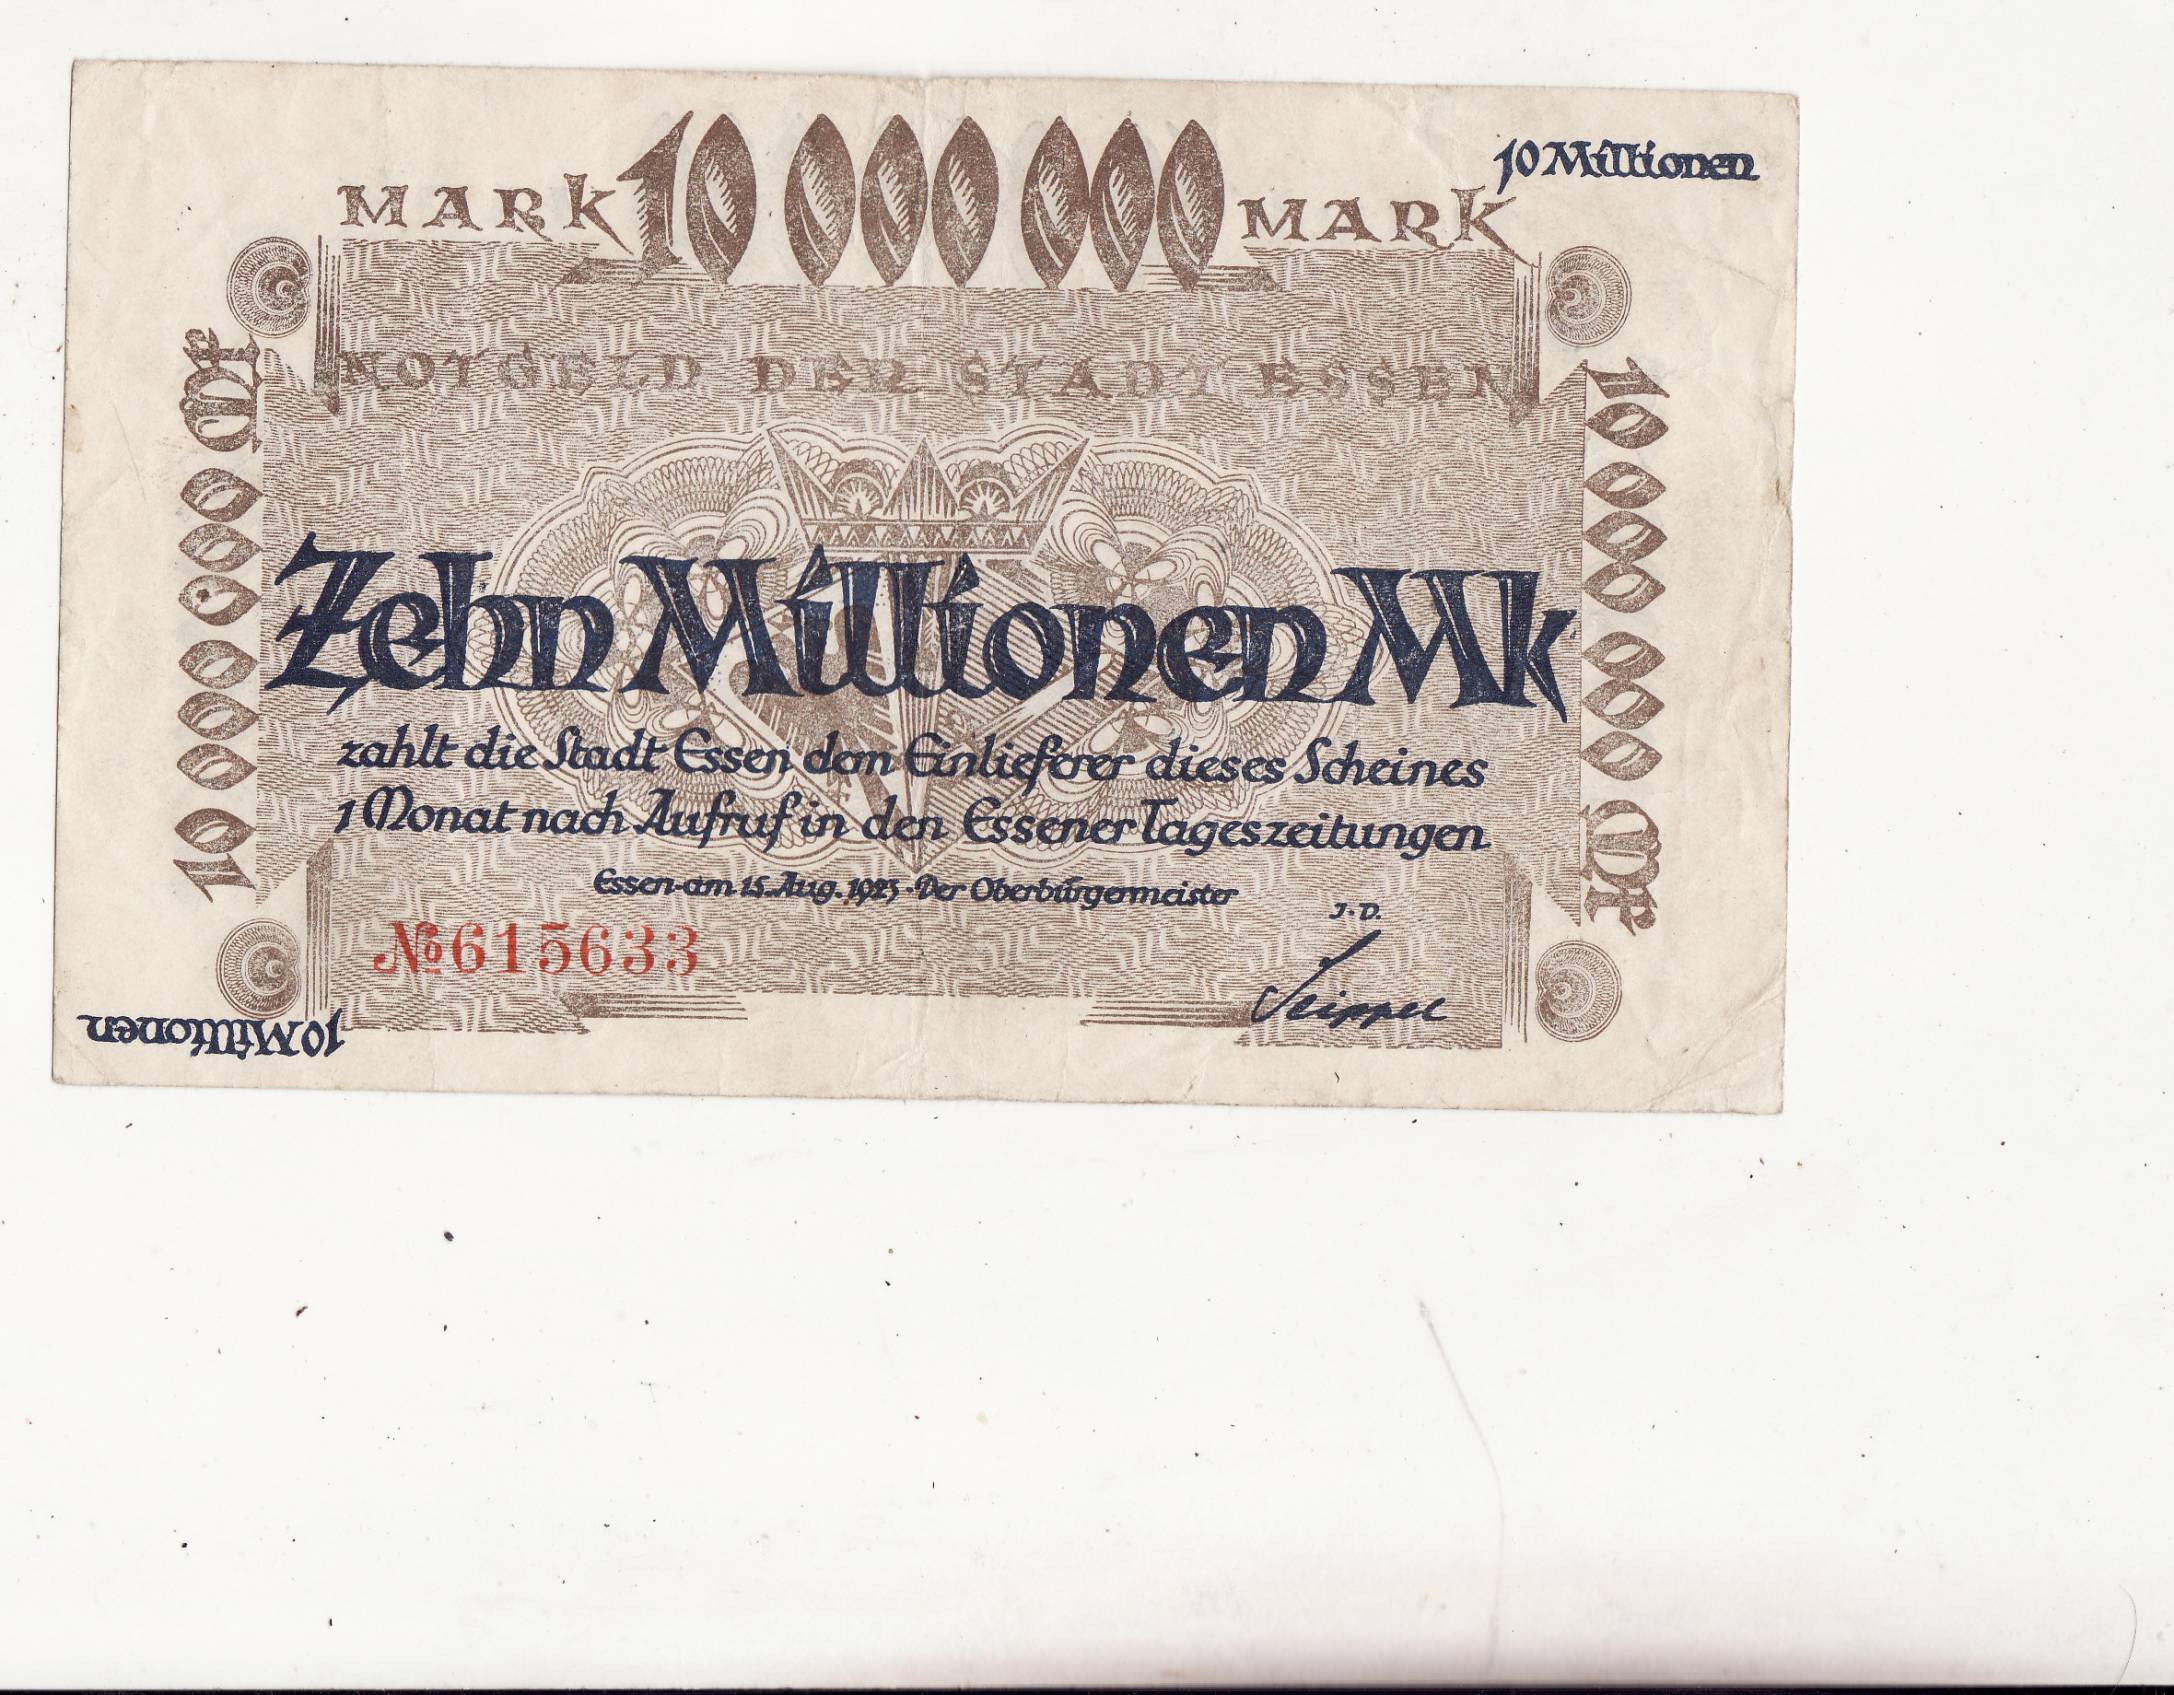 10 Millionen
MARK 10 000 000 MARK
NOTGELD DER STADT ESSEN
10 000 000 Mk
10 000 000 Mk
Zehn Millionen Mk
zahlt die Stadt Essen dem Einlieferer dieses Scheines
1 Monat nach Aufruf in den Essener Tageszeitungen
Essen·am 15. Aug. 1923·Der Oberbürgermeister
J.·D.
№ 615633
10 Millionen